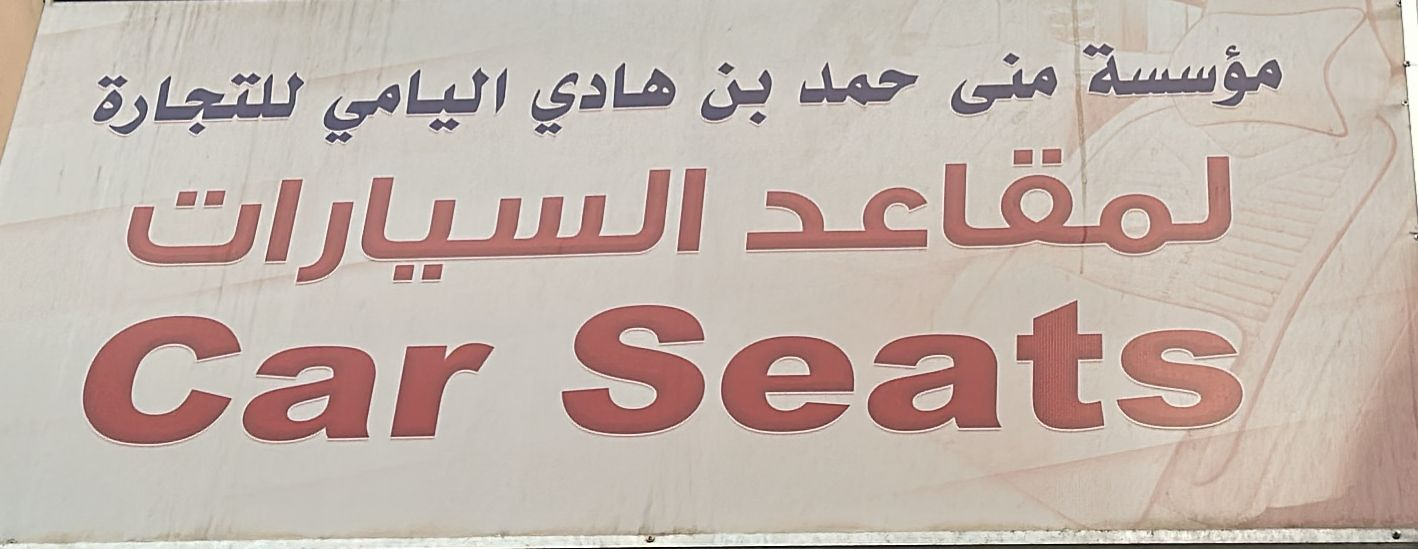 مؤسسة منى حمد بن هادي اليامي للتجارة
لمقاعد السيارات
Car Seats